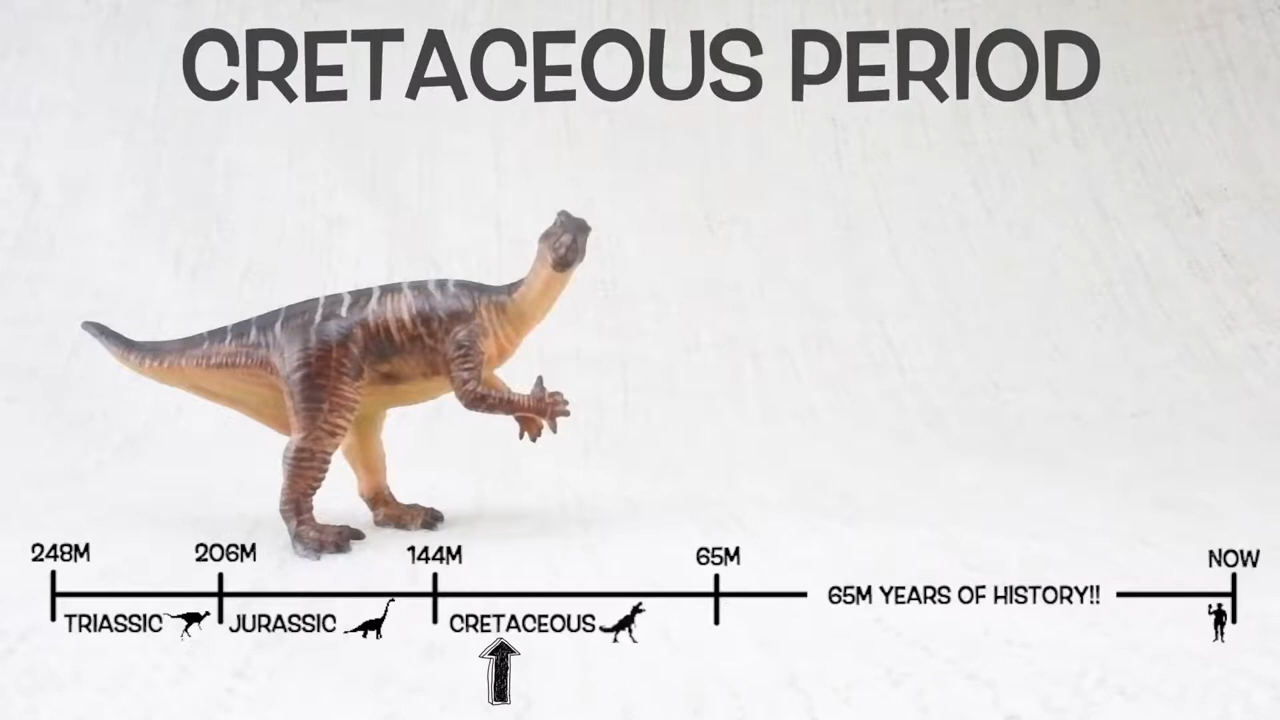 CRETACEOUS PERIOD
248M 206M 144M 65M NOW
65M YEARS OF HISTORY!!
TRIASSIC JURASSIC CRETACEOUS